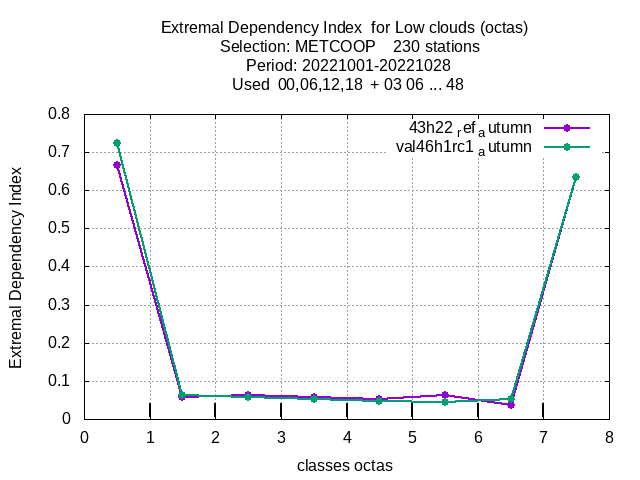 Extremal Dependency Index  for Low clouds (octas)
Selection: METCOOP    230 stations
Period: 20221001-20221028
Used  00,06,12,18  + 03 06 ... 48
43h22 ref autumn
val46h1rc1 autumn
Extremal Dependency Index
0.8
0.7
0.6
0.5
0.4
0.3
0.2
0.1
0
0 1 2 3 4 5 6 7 8
classes octas